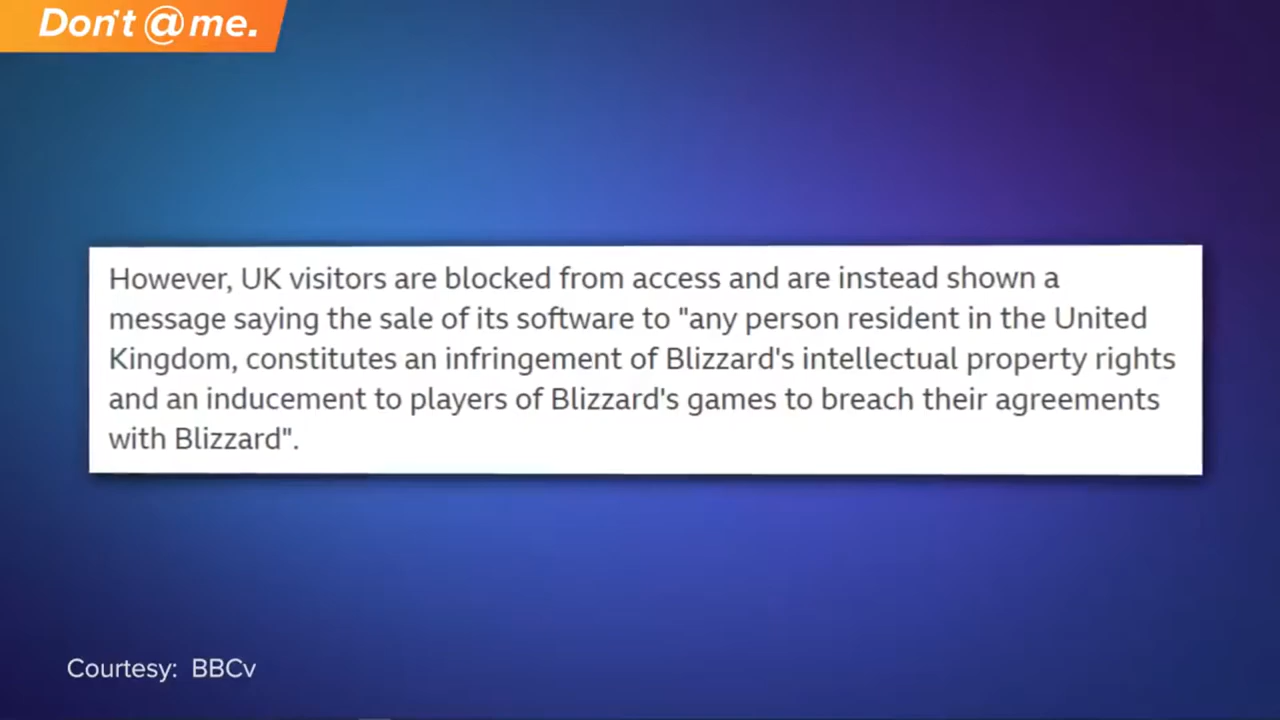 Don't @me.
However, UK visitors are blocked from access and are instead shown a
message saying the sale of its software to "any person resident in the United
Kingdom, constitutes an infringement of Blizzard's intellectual property rights
and an inducement to players of Blizzard's games to breach their agreements
with Blizzard".
Courtesy: BBCv